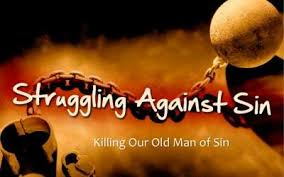 Struggling Against Sin
Killing Our Old Man of Sin